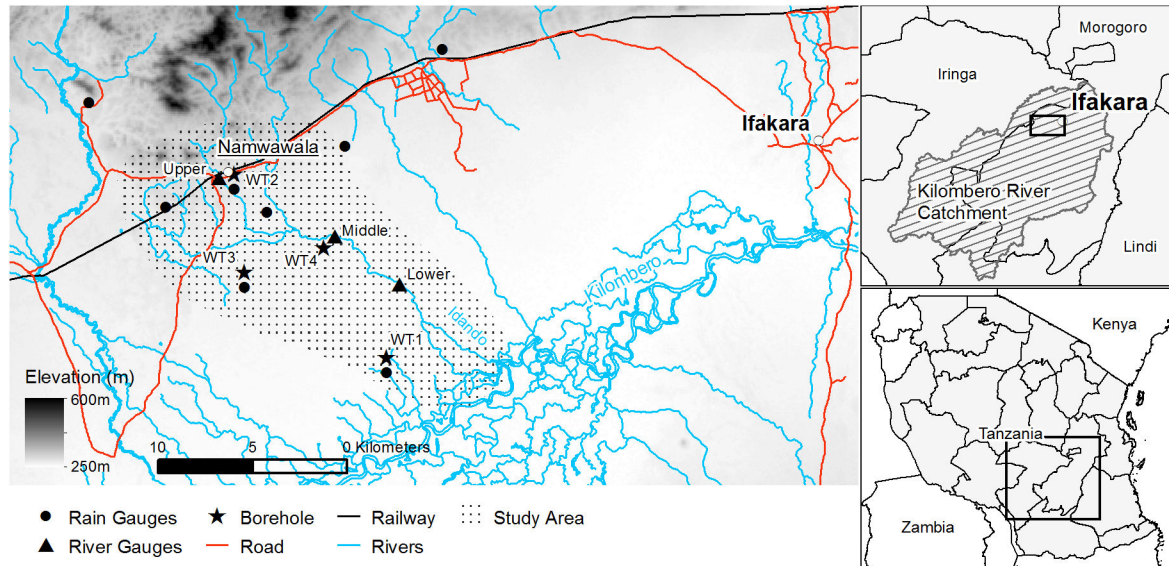 Namwawala
Upper
WT2
Middle
WT3
WT4
Lower
WT1
Idando
Kilombero
Ifakara
Elevation (m)
600m
250m
10 5 0 Kilometers
Morogoro
Iringa
Ifakara
Kilombero River
Catchment
Lindi
Kenya
Tanzania
Zambia
Rain Gauges Borehole Railway Study Area
River Gauges Road Rivers